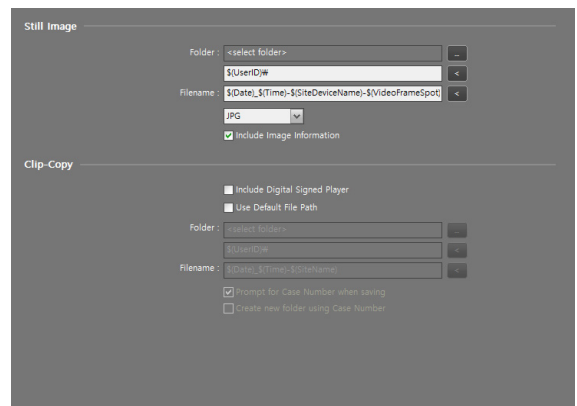 Still Image
Folder : <select folder> ...
$(UserID)₩ <
Filename : $(Date)_$(Time)-$(SiteDeviceName)-$(VideoFrameSpot) <
JPG
Include Image Information
Clip-Copy
Include Digital Signed Player
Use Default File Path
Folder : <select folder> ...
$(UserID)₩ <
Filename : $(Date)_$(Time)-$(SiteName) <
Prompt for Case Number when saving
Create new folder using Case Number